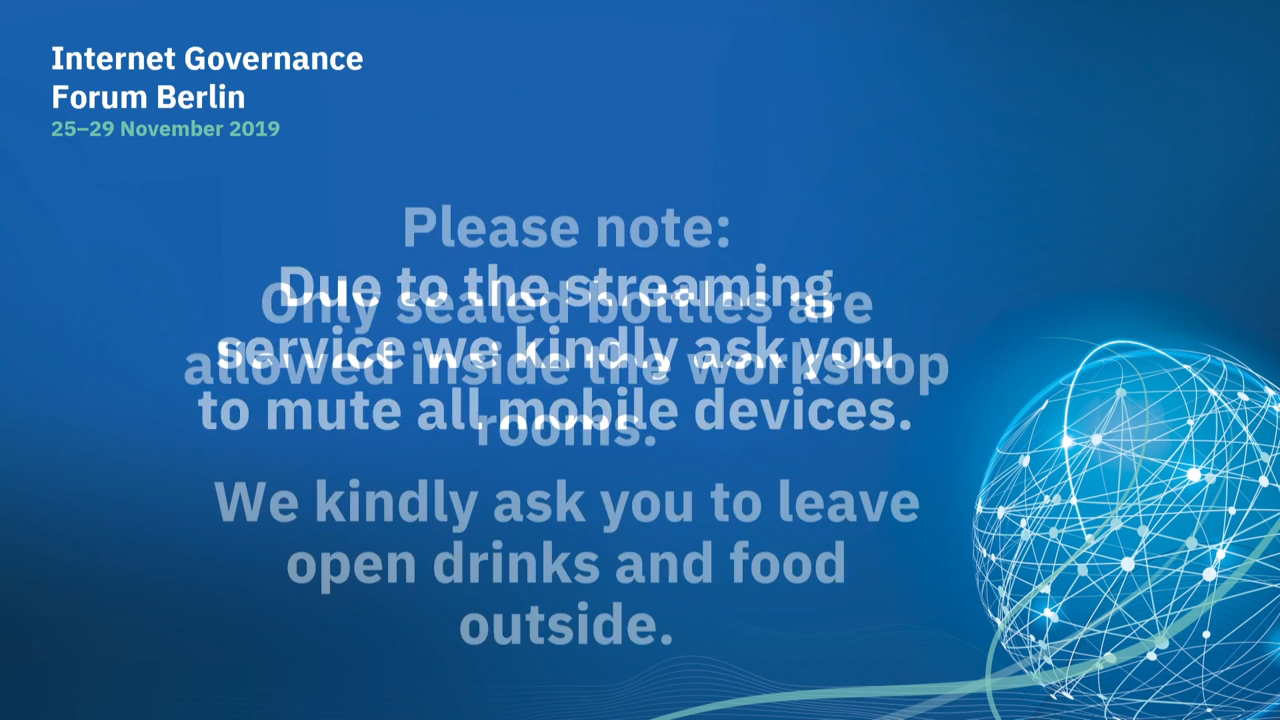 Internet Governance
Forum Berlin
25–29 November 2019
Please note:
Only sealed bottles are
allowed inside the workshop
rooms.
We kindly ask you to leave
open drinks and food
outside.
Due to the streaming
service we kindly ask you
to mute all mobile devices.